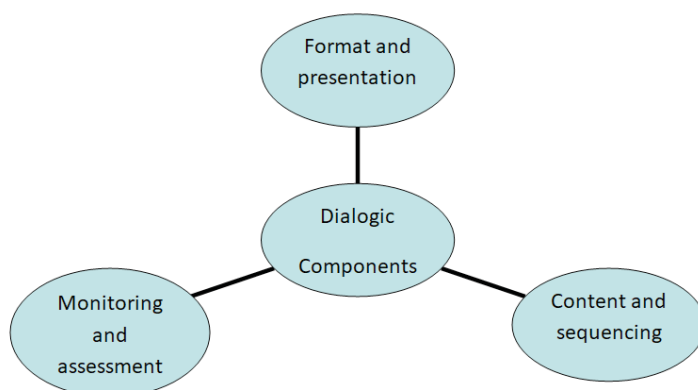 Format and
presentation
Dialogic
Components
Monitoring
and
assessment
Content and
sequencing